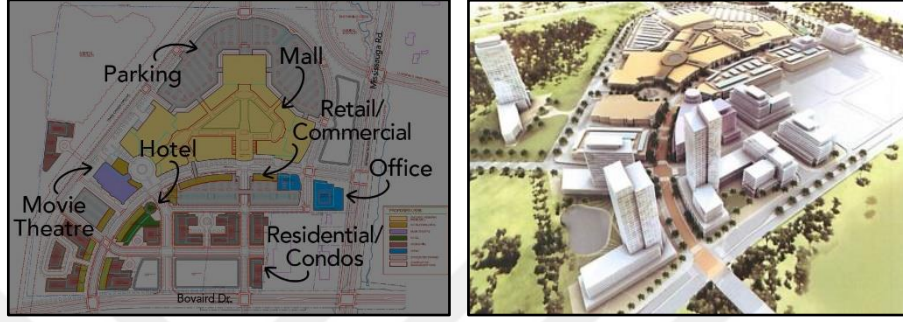 Parking
Mall
Mississauga Rd.
Retail/
Commercial
Hotel
Office
Movie
Theatre
Residential/
Condos
Bovaird Dr.